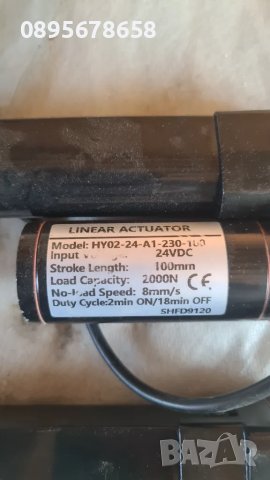 0895678658
LINEAR ACTUATOR
Model: HY02-24-A1-230-100
Input 24VDC
Stroke Length: 100mm
Load Capacity: 2000N CE
No-load Speed: 8mm/s
Duty Cycle:2min ON/18min OFF
SHFD9120
BAZAR